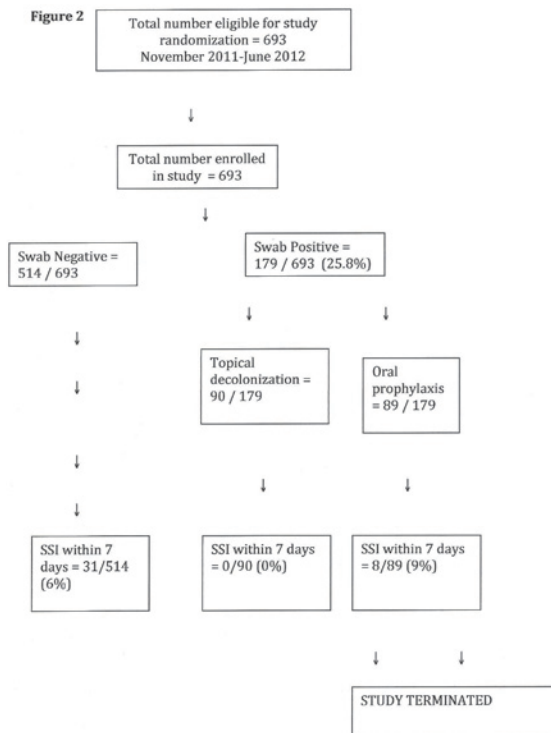 Figure 2
Total number eligible for study
randomization = 693
November 2011-June 2012
↓
Total number enrolled
in study = 693
↓
Swab Negative =
514 / 693
Swab Positive =
179 / 693 (25.8%)
↓
↓
↓
↓
↓
↓
Topical
decolonization =
90 / 179
Oral
prophylaxis
= 89 / 179
↓
↓
SSI within 7
days = 31/514
(6%)
SSI within 7 days
= 0/90 (0%)
SSI within 7 days
= 8/89 (9%)
↓ ↓
STUDY TERMINATED